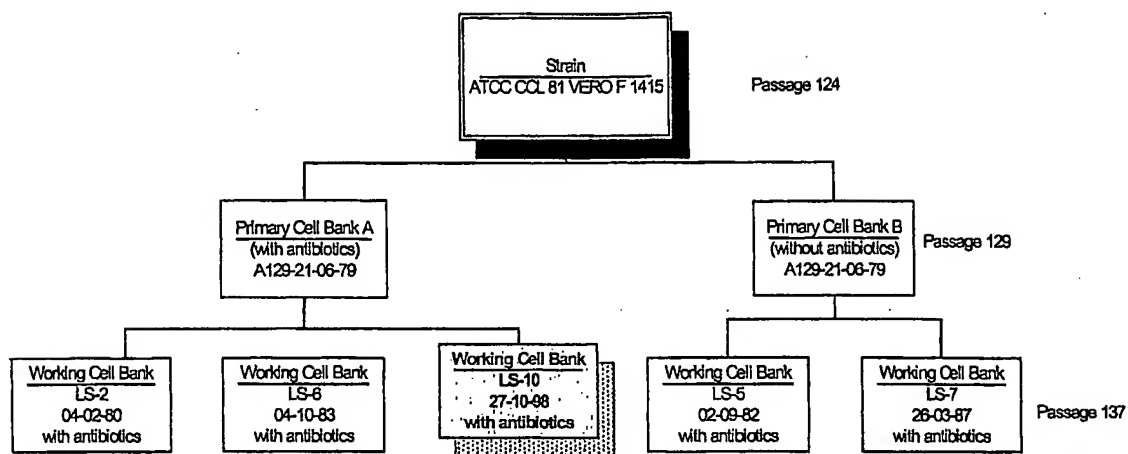 Strain
ATCC CCL 81 VERO F 1415
Passage 124
Primary Cell Bank A
(with antibiotics)
A129-21-06-79
Primary Cell Bank B
(without antibiotics)
A129-21-06-79
Passage 129
Working Cell Bank
LS-2
04-02-80
with antibiotics
Working Cell Bank
LS-6
04-10-83
with antibiotics
Working Cell Bank
LS-10
27-10-98
with antibiotics
Working Cell Bank
LS-5
02-09-82
with antibiotics
Working Cell Bank
LS-7
26-03-87
with antibiotics
Passage 137